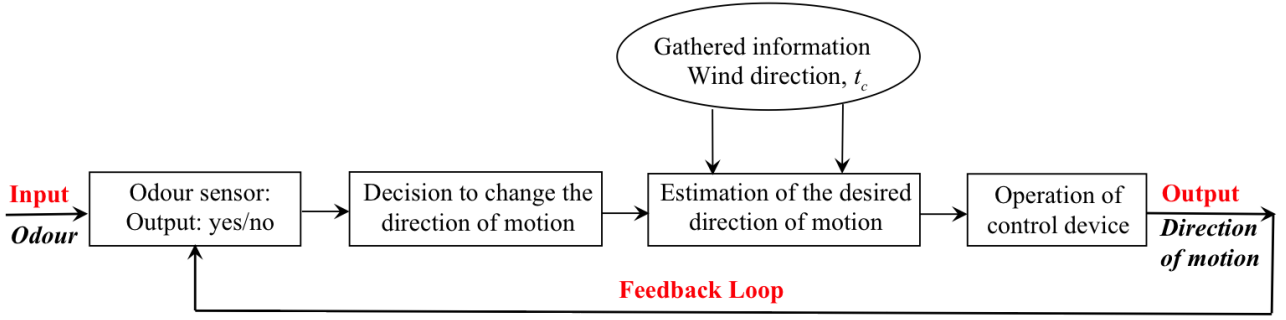 Gathered information
Wind direction, t_c
Input
Odour
Odour sensor:
Output: yes/no
Decision to change the
direction of motion
Estimation of the desired
direction of motion
Operation of
control device
Output
Direction
of motion
Feedback Loop